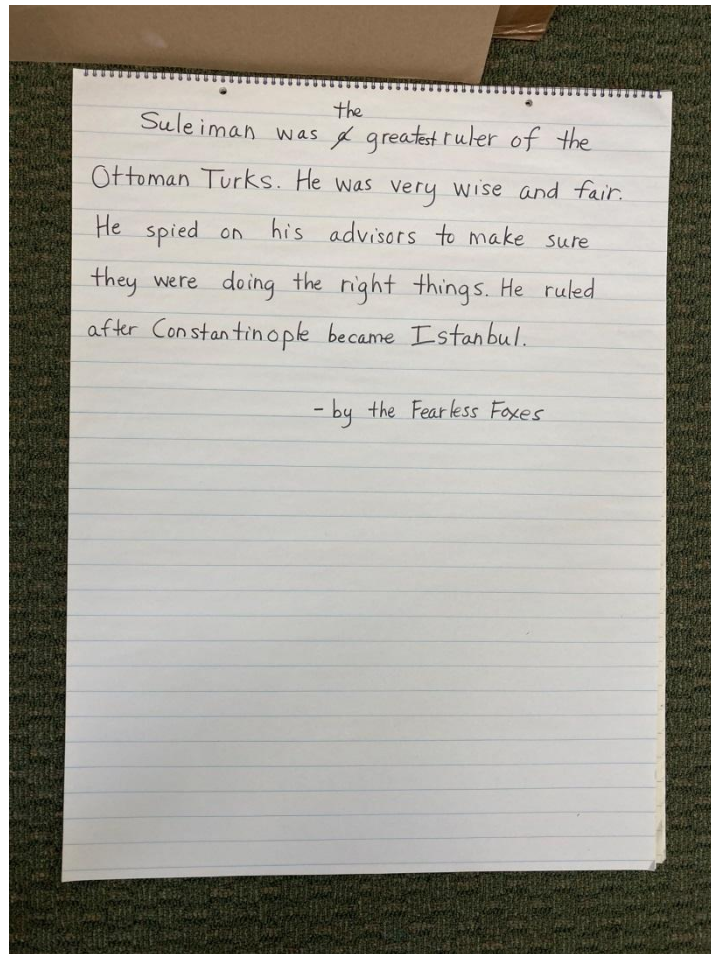 Suleiman was the greatest ruler of the
Ottoman Turks. He was very wise and fair.
He spied on his advisors to make sure
they were doing the right things. He ruled
after Constantinople became Istanbul.
- by the Fearless Foxes